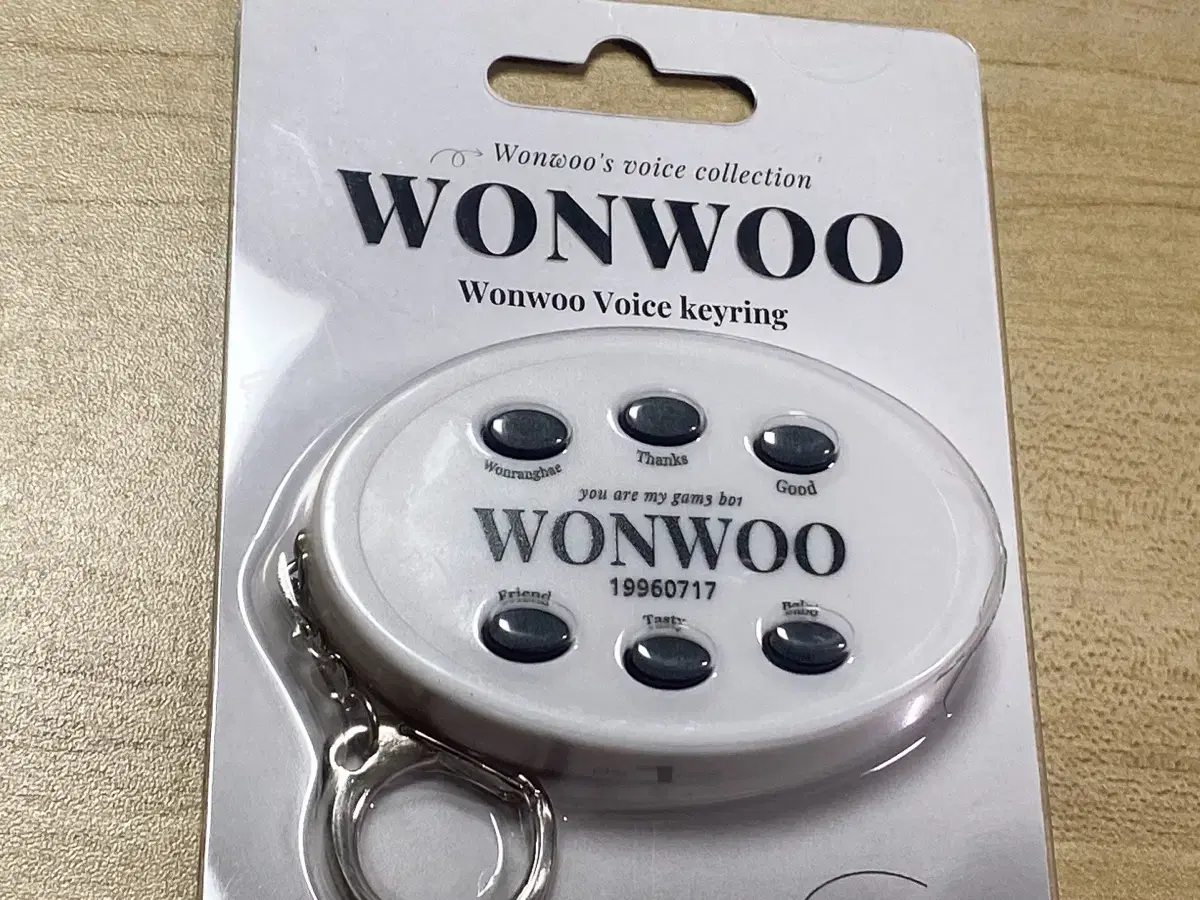 Wonwoo's voice collection
WONWOO
Wonwoo Voice keyring
Wonranghae
Thanks
Good
you are my gam3 bo1
WONWOO
19960717
Friend
Tasty
Baby